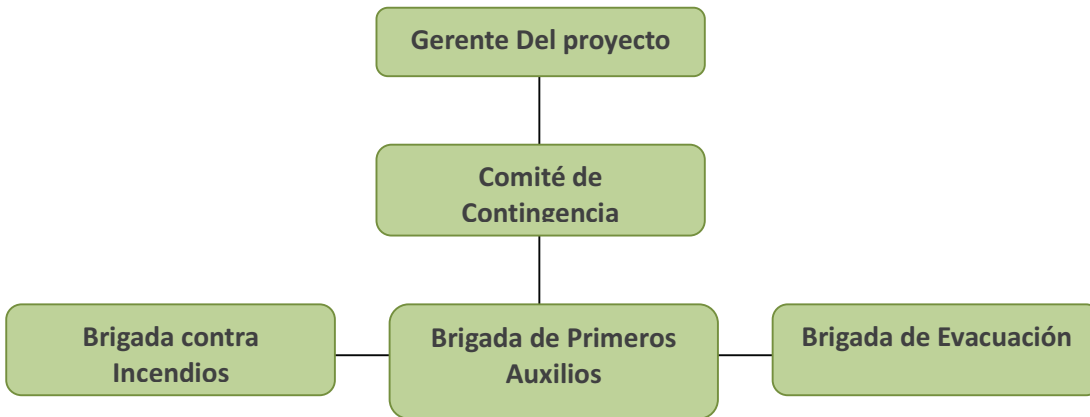 Gerente Del proyecto
Comité de
Contingencia
Brigada contra
Incendios
Brigada de Primeros
Auxilios
Brigada de Evacuación